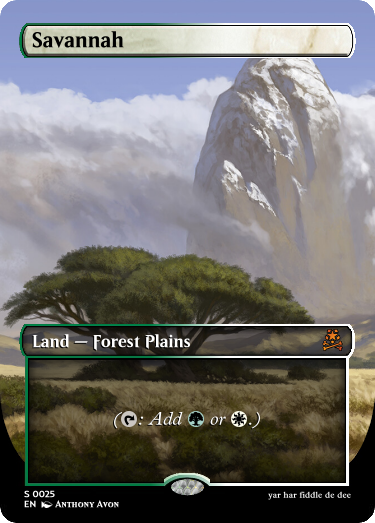 Savannah
Land — Forest Plains
(: Add or .)
S 0025
EN Anthony Avon
yar har fiddle de dee